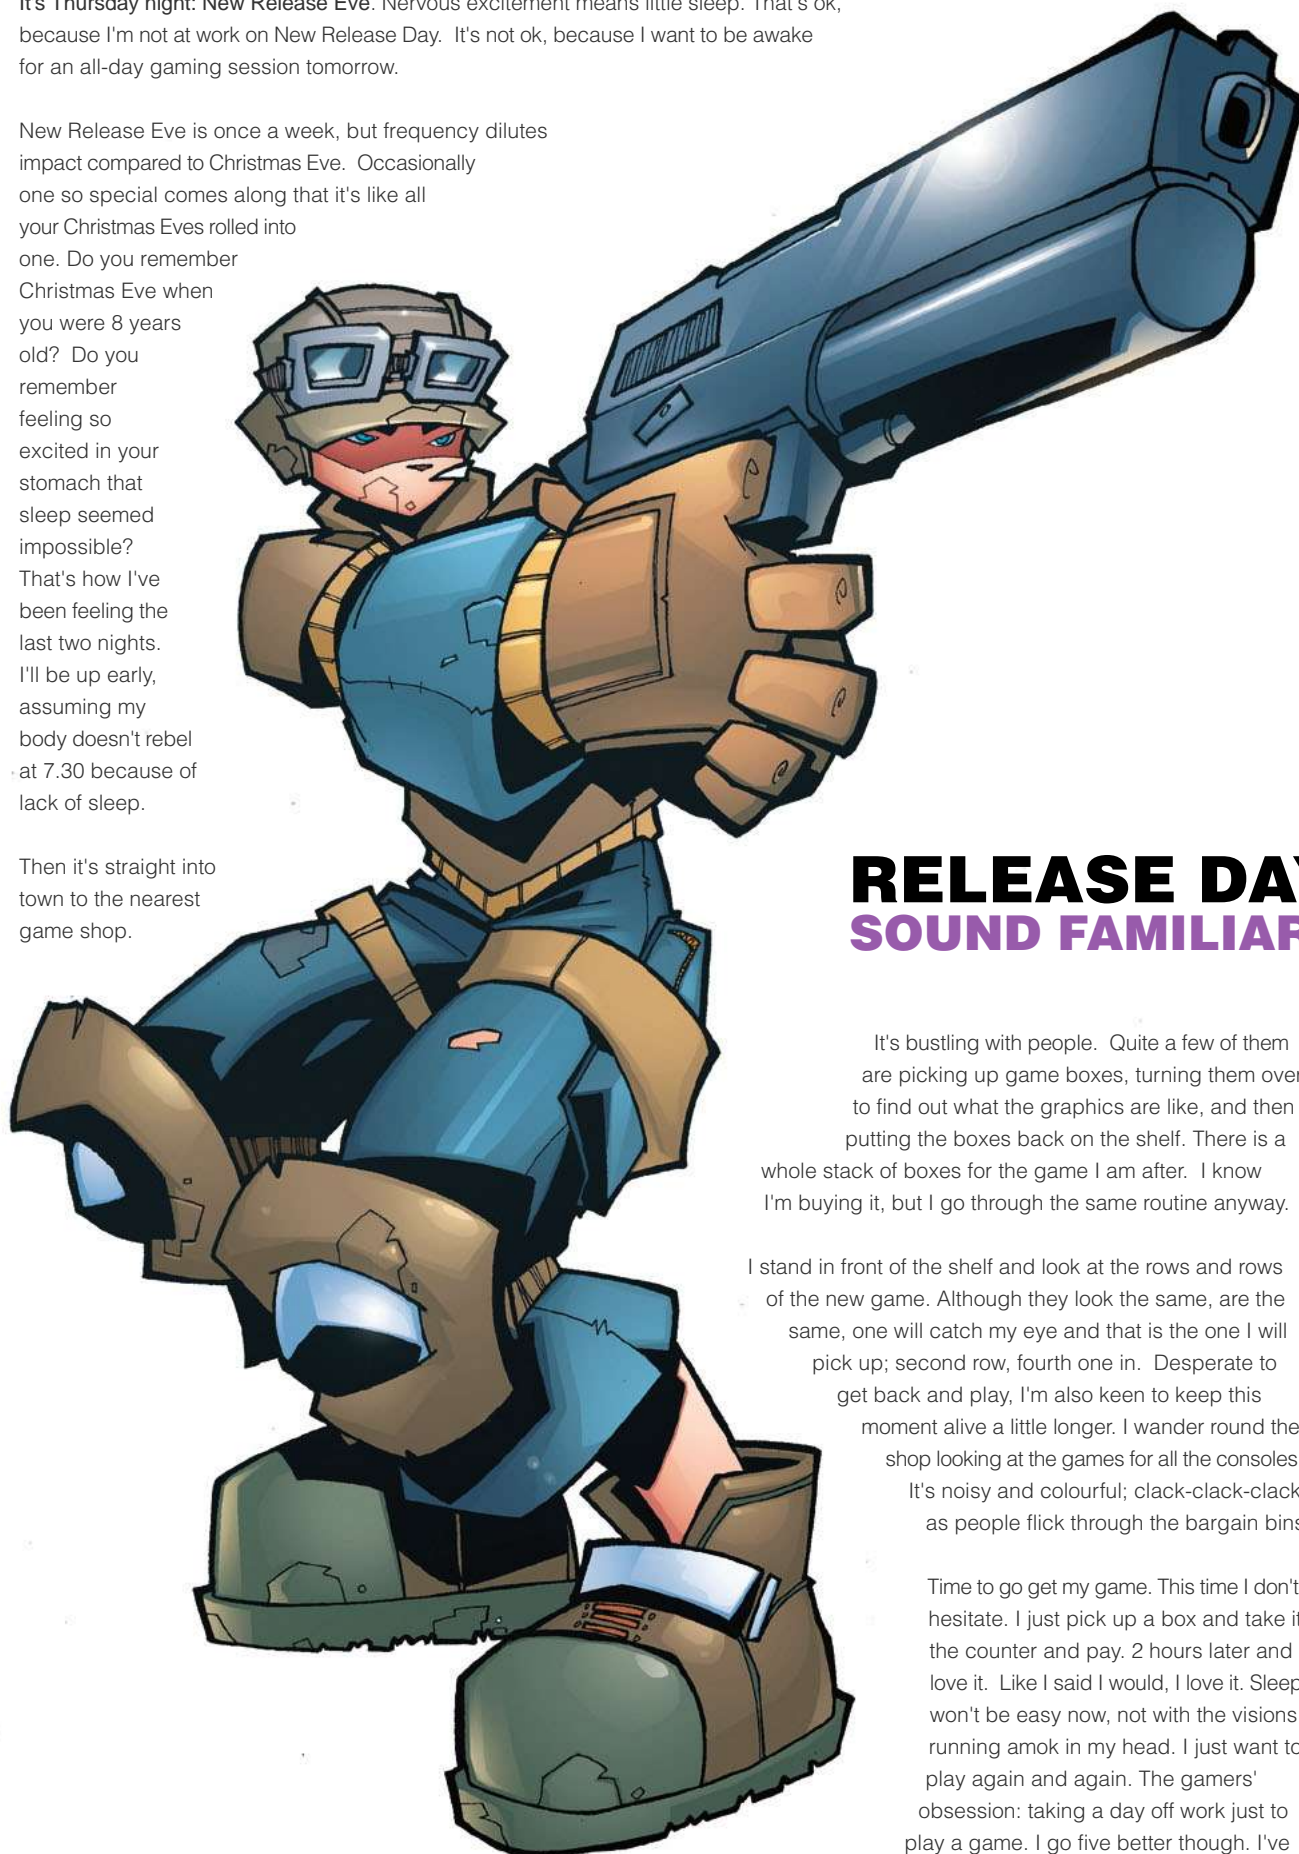 It's Thursday night: New Release Eve. Nervous excitement means little sleep. That's ok,
because I'm not at work on New Release Day. It's not ok, because I want to be awake
for an all-day gaming session tomorrow.
New Release Eve is once a week, but frequency dilutes
impact compared to Christmas Eve. Occasionally
one so special comes along that it's like all
your Christmas Eves rolled into
one. Do you remember
Christmas Eve when
you were 8 years
old? Do you
remember
feeling so
excited in your
stomach that
sleep seemed
impossible?
That's how I've
been feeling the
last two nights.
I'll be up early,
assuming my
body doesn't rebel
at 7.30 because of
lack of sleep.
Then it's straight into
town to the nearest
game shop.
RELEASE DAY
SOUND FAMILIAR
It's bustling with people. Quite a few of them
are picking up game boxes, turning them over
to find out what the graphics are like, and then
putting the boxes back on the shelf. There is a
whole stack of boxes for the game I am after. I know
I'm buying it, but I go through the same routine anyway.
I stand in front of the shelf and look at the rows and rows
of the new game. Although they look the same, are the
same, one will catch my eye and that is the one I will
pick up; second row, fourth one in. Desperate to
get back and play, I'm also keen to keep this
moment alive a little longer. I wander round the
shop looking at the games for all the consoles
It's noisy and colourful; clack-clack-clack
as people flick through the bargain bins
Time to go get my game. This time I don't
hesitate. I just pick up a box and take it
the counter and pay. 2 hours later and
love it. Like I said I would, I love it. Sleep
won't be easy now, not with the visions
running amok in my head. I just want to
play again and again. The gamers'
obsession: taking a day off work just to
play a game. I go five better though. I've